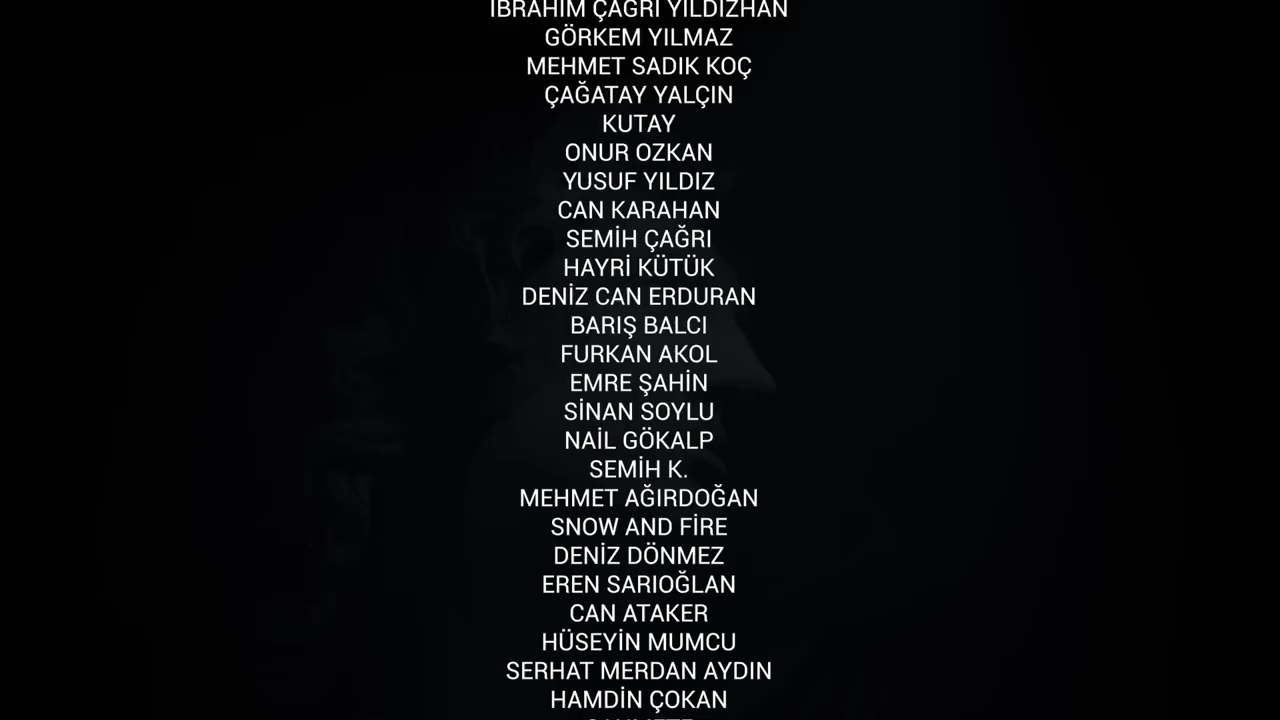 İBRAHİM ÇAĞRI YILDIZHAN
GÖRKEM YILMAZ
MEHMET SADIK KOÇ
ÇAĞATAY YALÇIN
KUTAY
ONUR OZKAN
YUSUF YILDIZ
CAN KARAHAN
SEMİH ÇAĞRI
HAYRİ KÜTÜK
DENİZ CAN ERDURAN
BARIŞ BALCI
FURKAN AKOL
EMRE ŞAHİN
SİNAN SOYLU
NAİL GÖKALP
SEMİH K.
MEHMET AĞIRDOĞAN
SNOW AND FİRE
DENİZ DÖNMEZ
EREN SARIOĞLAN
CAN ATAKER
HÜSEYİN MUMCU
SERHAT MERDAN AYDIN
HAMDİN ÇOKAN